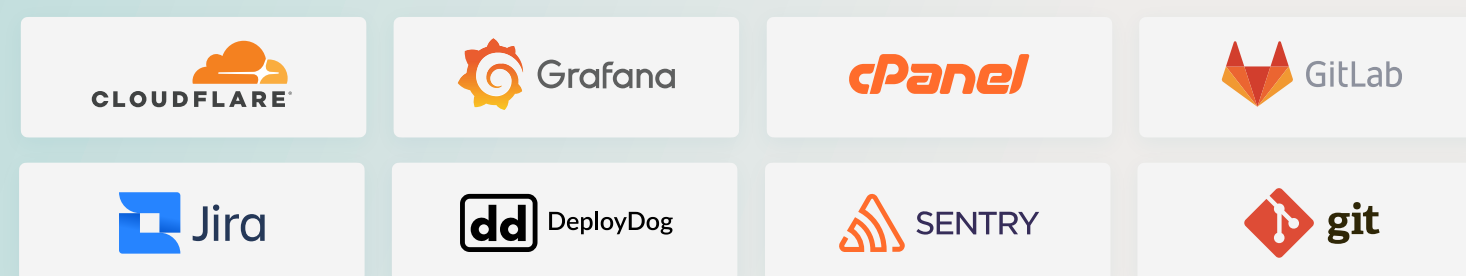 CLOUDFLARE®
Grafana
cPanel
GitLab
Jira
dd DeployDog
SENTRY
git